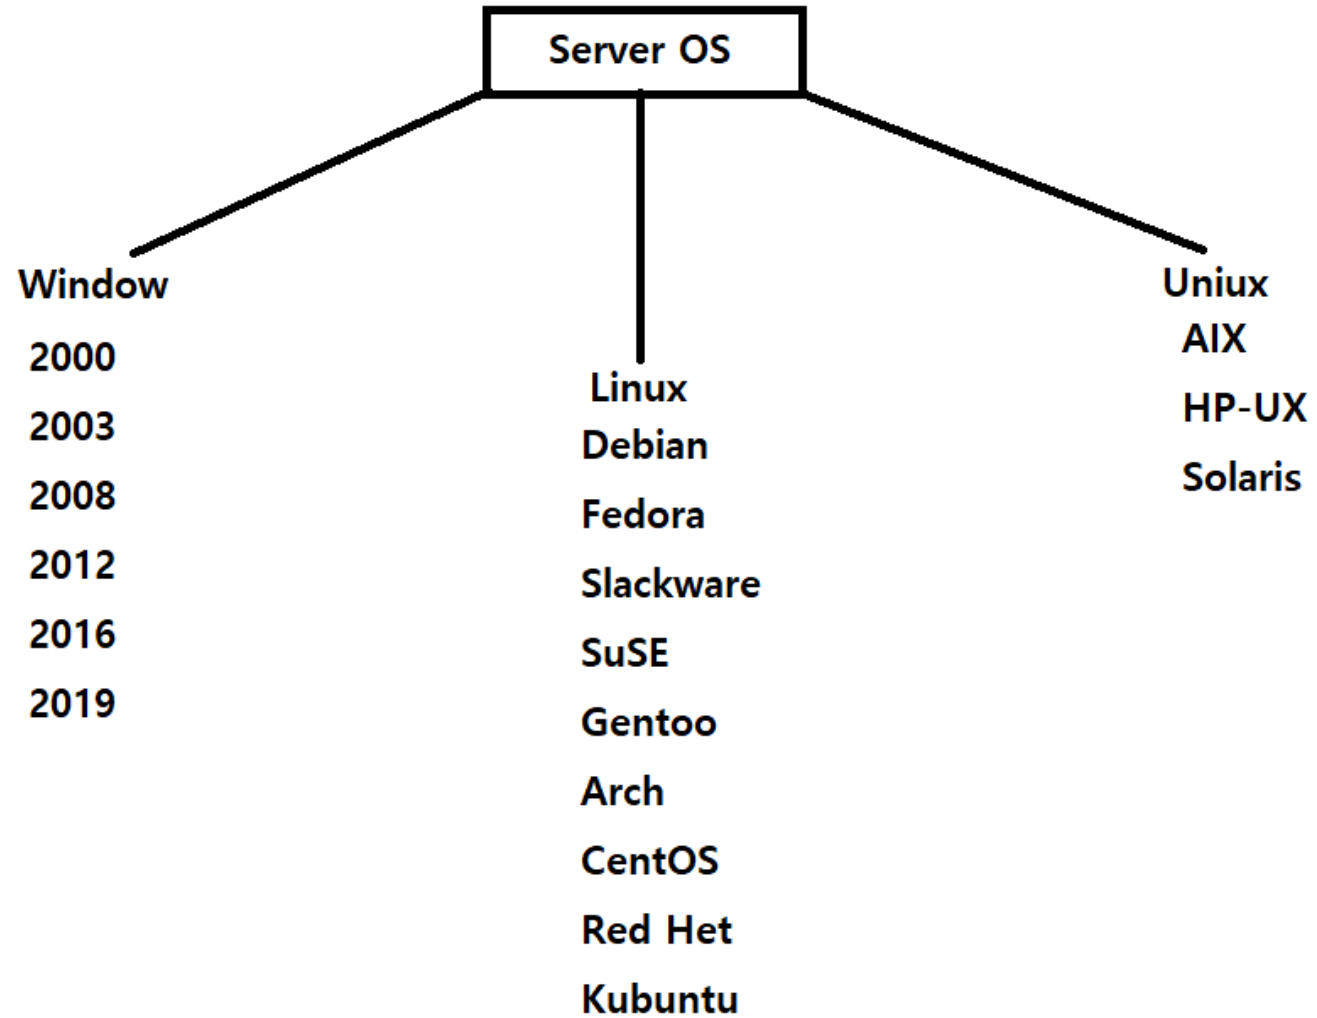 Server OS
Window
2000
2003
2008
2012
2016
2019
Linux
Debian
Fedora
Slackware
SuSE
Gentoo
Arch
CentOS
Red Het
Kubuntu
Uniux
AIX
HP-UX
Solaris